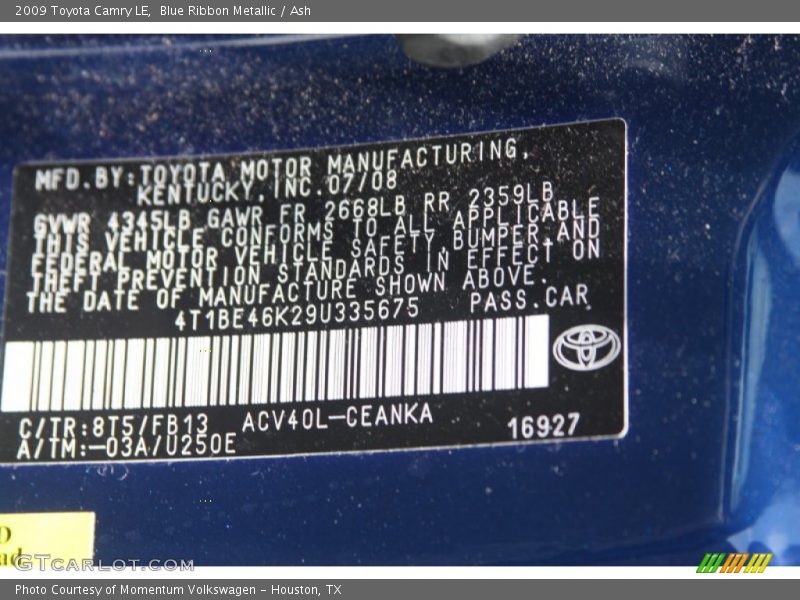 2009 Toyota Camry LE, Blue Ribbon Metallic / Ash
MFD.BY:TOYOTA MOTOR MANUFACTURING,
KENTUCKY,INC.07/08
GVWR 4345LB GAWR FR 2668LB RR 2359LB
THIS VEHICLE CONFORMS TO ALL APPLICABLE
FEDERAL MOTOR VEHICLE SAFETY,BUMPER,AND
THEFT PREVENTION STANDARDS IN EFFECT ON
THE DATE OF MANUFACTURE SHOWN ABOVE.
4T1BE46K29U335675 PASS.CAR
C/TR:8T5/FB13 ACV40L-CEANKA
A/TM:-03A/U250E 16927
GTCARLOT.COM
Photo Courtesy of Momentum Volkswagen - Houston, TX